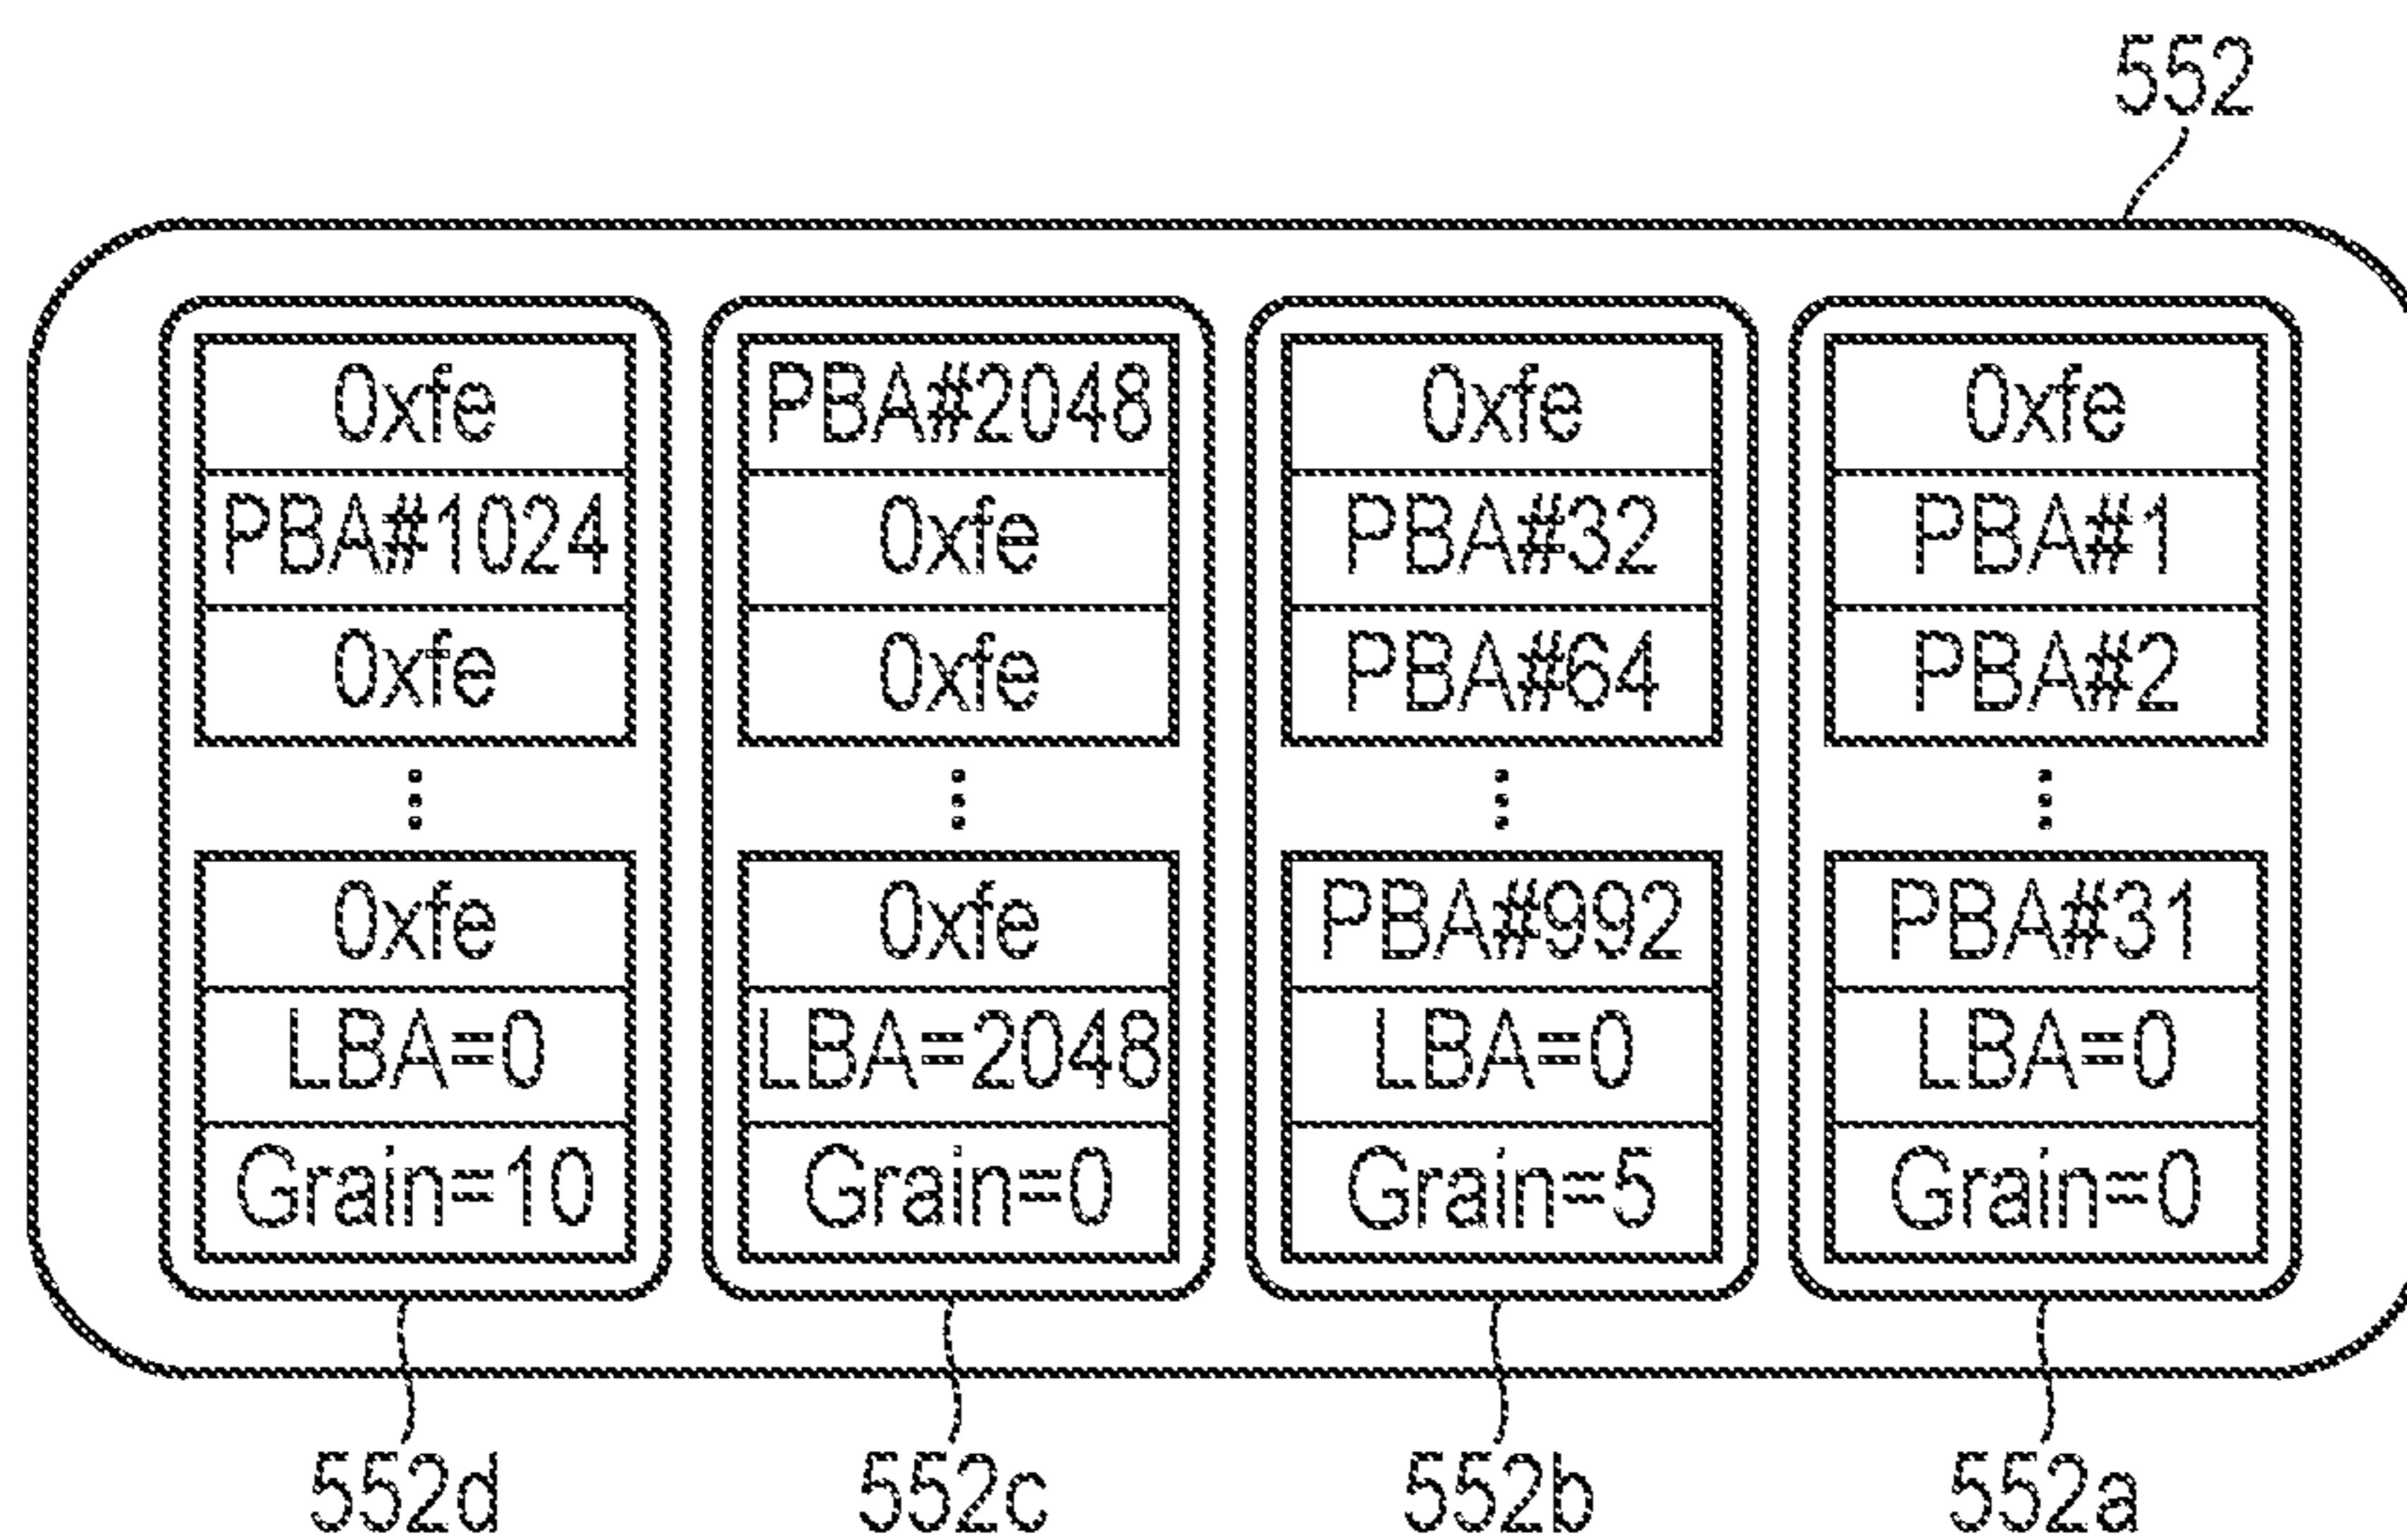 552
0xfe PBA#2048 0xfe 0xfe
PBA#1024 0xfe PBA#32 PBA#1
0xfe 0xfe PBA#64 PBA#2
0xfe 0xfe PBA#992 PBA#31
LBA=0 LBA=2048 LBA=0 LBA=0
Grain=10 Grain=0 Grain=5 Grain=0
552d 552c 552b 552a